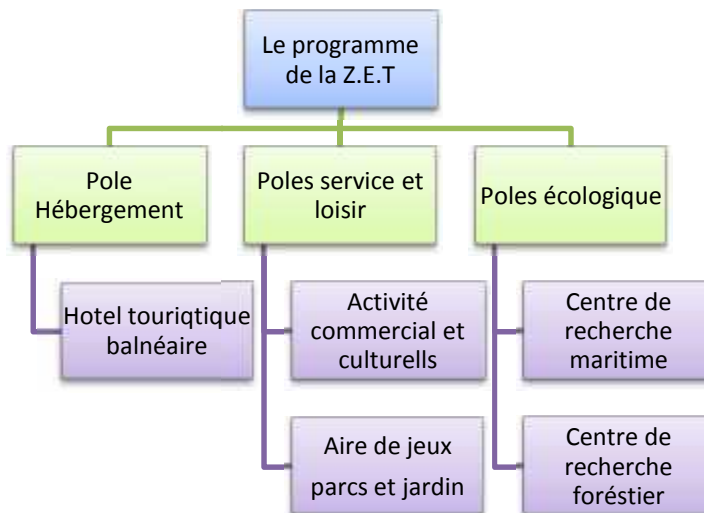 Le programme
de la Z.E.T
Pole
Hébergement
Poles service et
loisir
Poles écologique
Hotel touriqtique
balnéaire
Activité
commercial et
culturells
Centre de
recherche
maritime
Aire de jeux
parcs et jardin
Centre de
recherche
foréstier